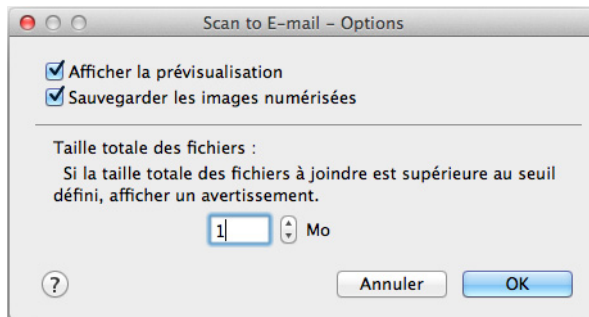 Scan to E-mail – Options
Afficher la prévisualisation
Sauvegarder les images numérisées
Taille totale des fichiers :
Si la taille totale des fichiers à joindre est supérieure au seuil
défini, afficher un avertissement.
1 Mo
? Annuler OK